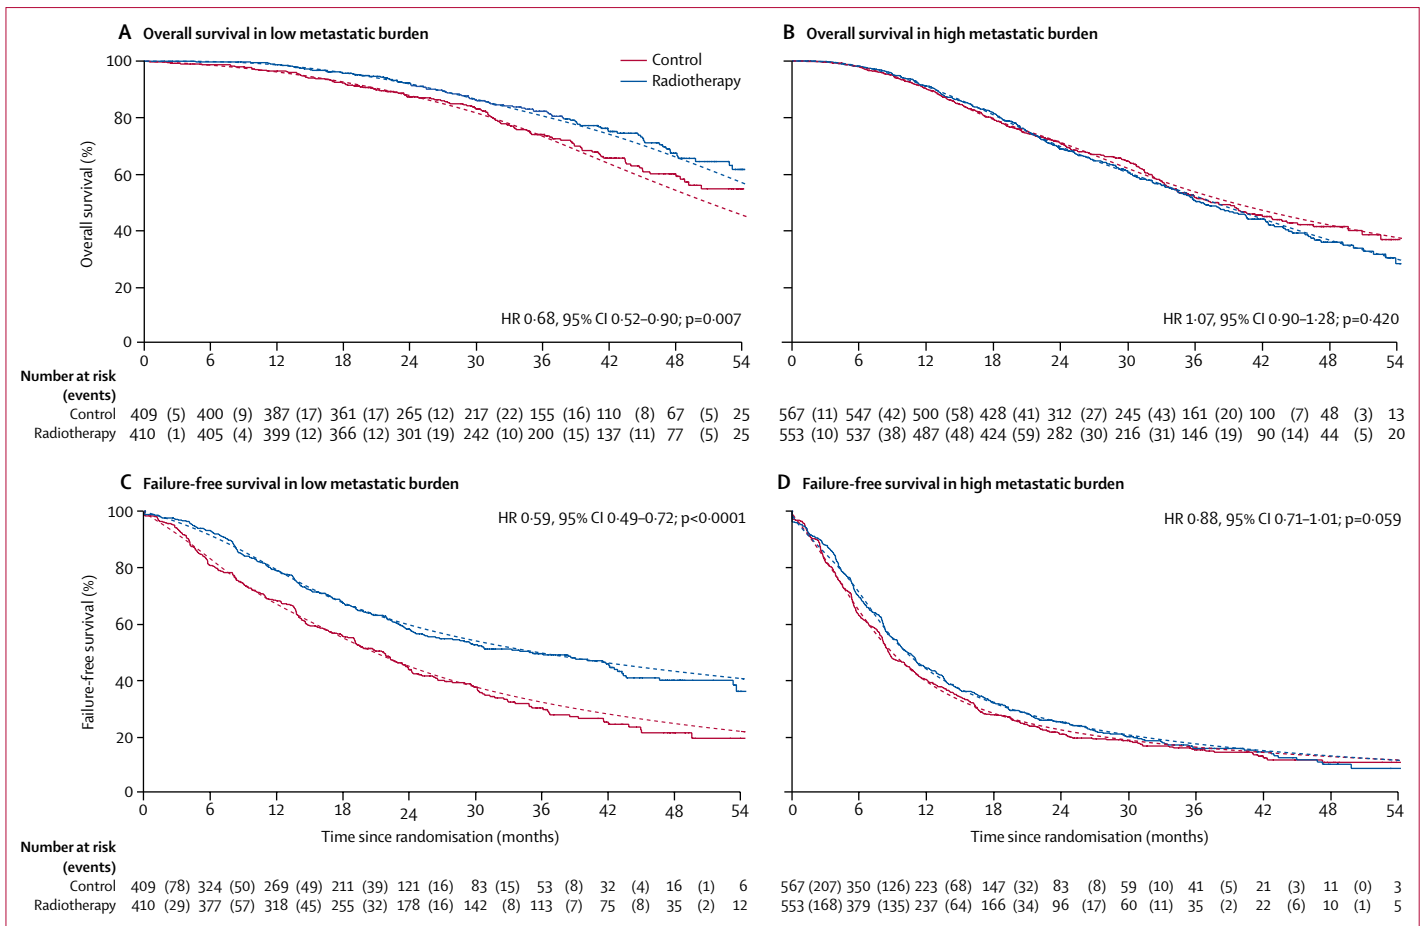 A Overall survival in low metastatic burden
Control
Radiotherapy
Overall survival (%)
100
80
60
40
20
0
HR 0·68, 95% CI 0·52–0·90; p=0·007
0 6 12 18 24 30 36 42 48 54
Number at risk
(events)
Control 409 (5) 400 (9) 387 (17) 361 (17) 265 (12) 217 (22) 155 (16) 110 (8) 67 (5) 25
Radiotherapy 410 (1) 405 (4) 399 (12) 366 (12) 301 (19) 242 (10) 200 (15) 137 (11) 77 (5) 25
B Overall survival in high metastatic burden
HR 1·07, 95% CI 0·90–1·28; p=0·420
0 6 12 18 24 30 36 42 48 54
567 (11) 547 (42) 500 (58) 428 (41) 312 (27) 245 (43) 161 (20) 100 (7) 48 (3) 13
553 (10) 537 (38) 487 (48) 424 (59) 282 (30) 216 (31) 146 (19) 90 (14) 44 (5) 20
C Failure-free survival in low metastatic burden
HR 0·59, 95% CI 0·49–0·72; p<0·0001
Failure-free survival (%)
100
80
60
40
20
0
0 6 12 18 24 30 36 42 48 54
Time since randomisation (months)
Number at risk
(events)
Control 409 (78) 324 (50) 269 (49) 211 (39) 121 (16) 83 (15) 53 (8) 32 (4) 16 (1) 6
Radiotherapy 410 (29) 377 (57) 318 (45) 255 (32) 178 (16) 142 (8) 113 (7) 75 (8) 35 (2) 12
D Failure-free survival in high metastatic burden
HR 0·88, 95% CI 0·71–1·01; p=0·059
0 6 12 18 24 30 36 42 48 54
Time since randomisation (months)
567 (207) 350 (126) 223 (68) 147 (32) 83 (8) 59 (10) 41 (5) 21 (3) 11 (0) 3
553 (168) 379 (135) 237 (64) 166 (34) 96 (17) 60 (11) 35 (2) 22 (6) 10 (1) 5